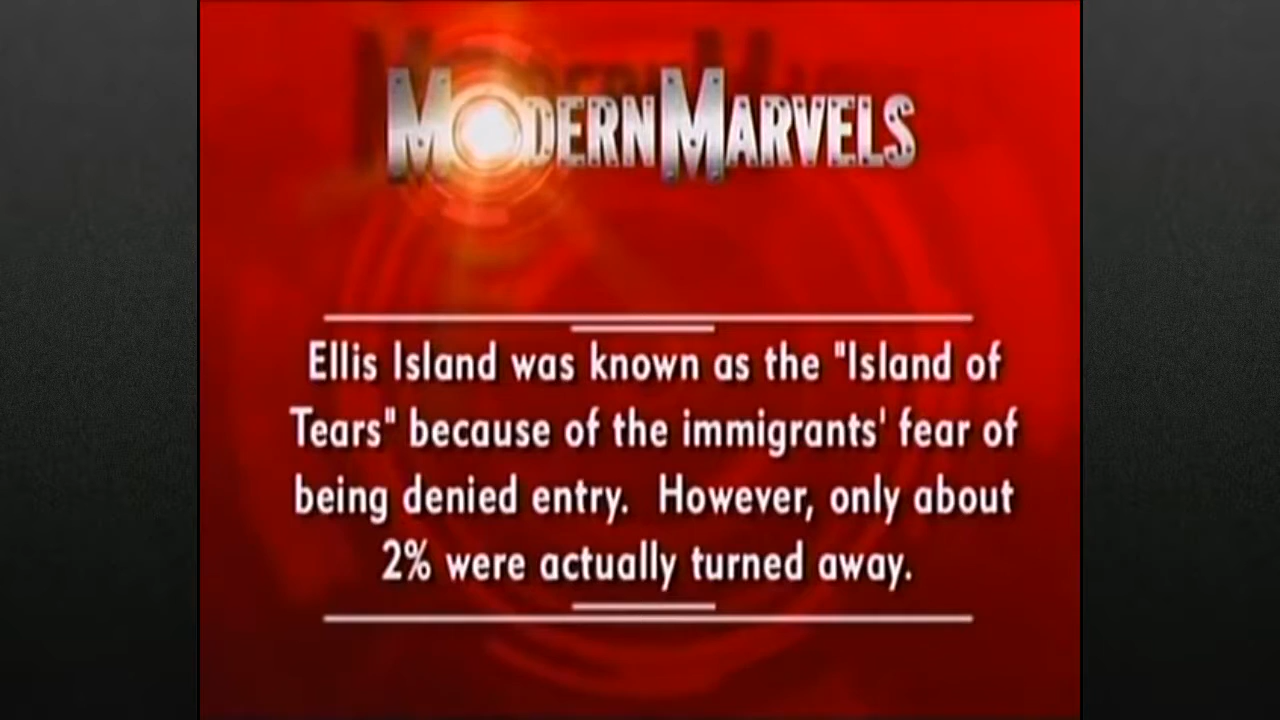 MODERN MARVELS
Ellis Island was known as the "Island of
Tears" because of the immigrants' fear of
being denied entry.  However, only about
2% were actually turned away.